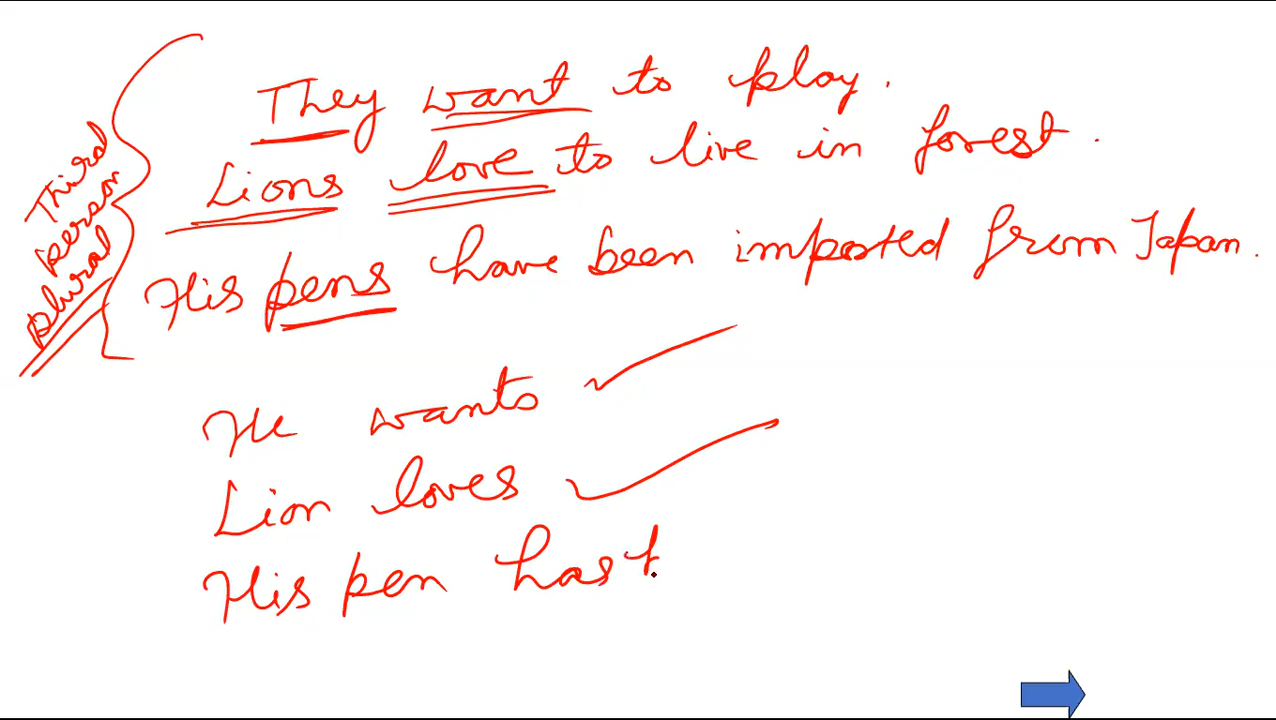 They want to play.
Lions love to live in forest.
His pens have been imported from Japan.
Third
person
plural
He wants
Lion loves
His pen has